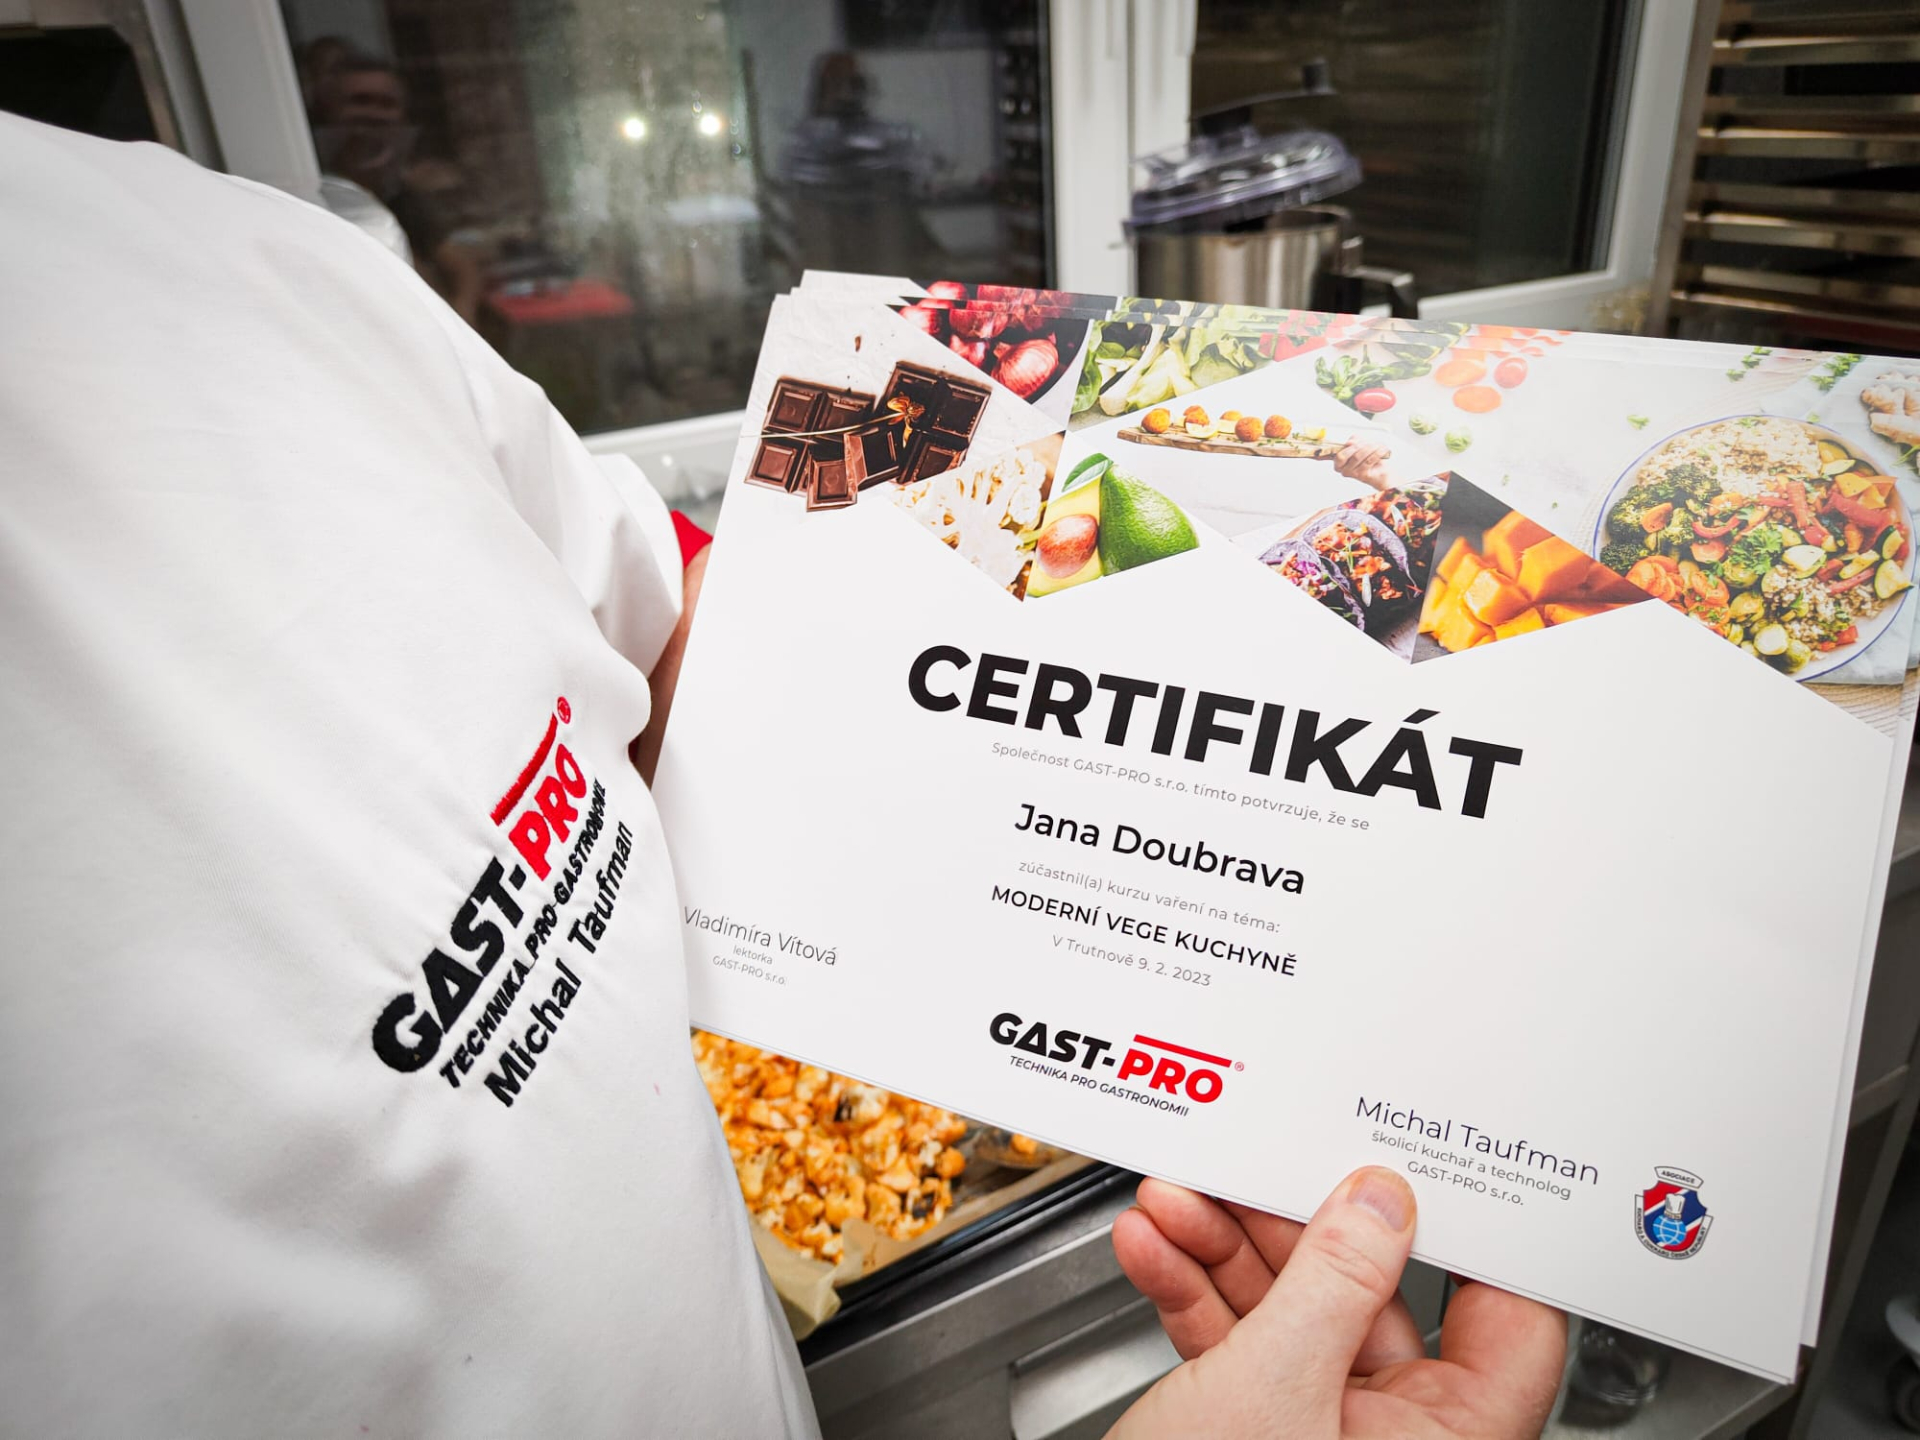 GAST-PRO®
TECHNIKA PRO GASTRONOMII
Michal Taufman
CERTIFIKÁT
Společnost GAST-PRO s.r.o. tímto potvrzuje, že se
Jana Doubrava
zúčastnil(a) kurzu vaření na téma:
MODERNÍ VEGE KUCHYNĚ
V Trutnově 9. 2. 2023
Vladimíra Vítová
lektorka
GAST-PRO s.r.o.
GAST-PRO®
TECHNIKA PRO GASTRONOMII
Michal Taufman
školicí kuchař a technolog
GAST-PRO s.r.o.
ASOCIACE